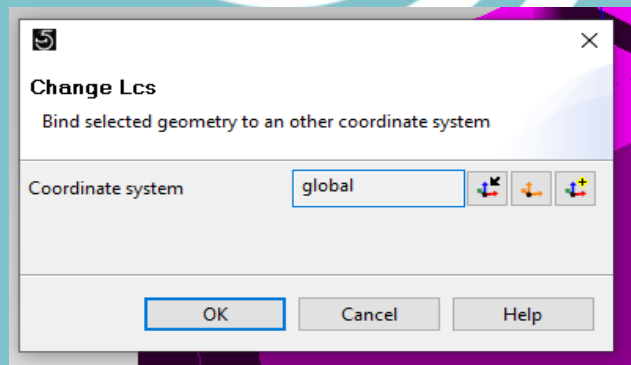 Change Lcs
Bind selected geometry to an other coordinate system
Coordinate system global
OK Cancel Help